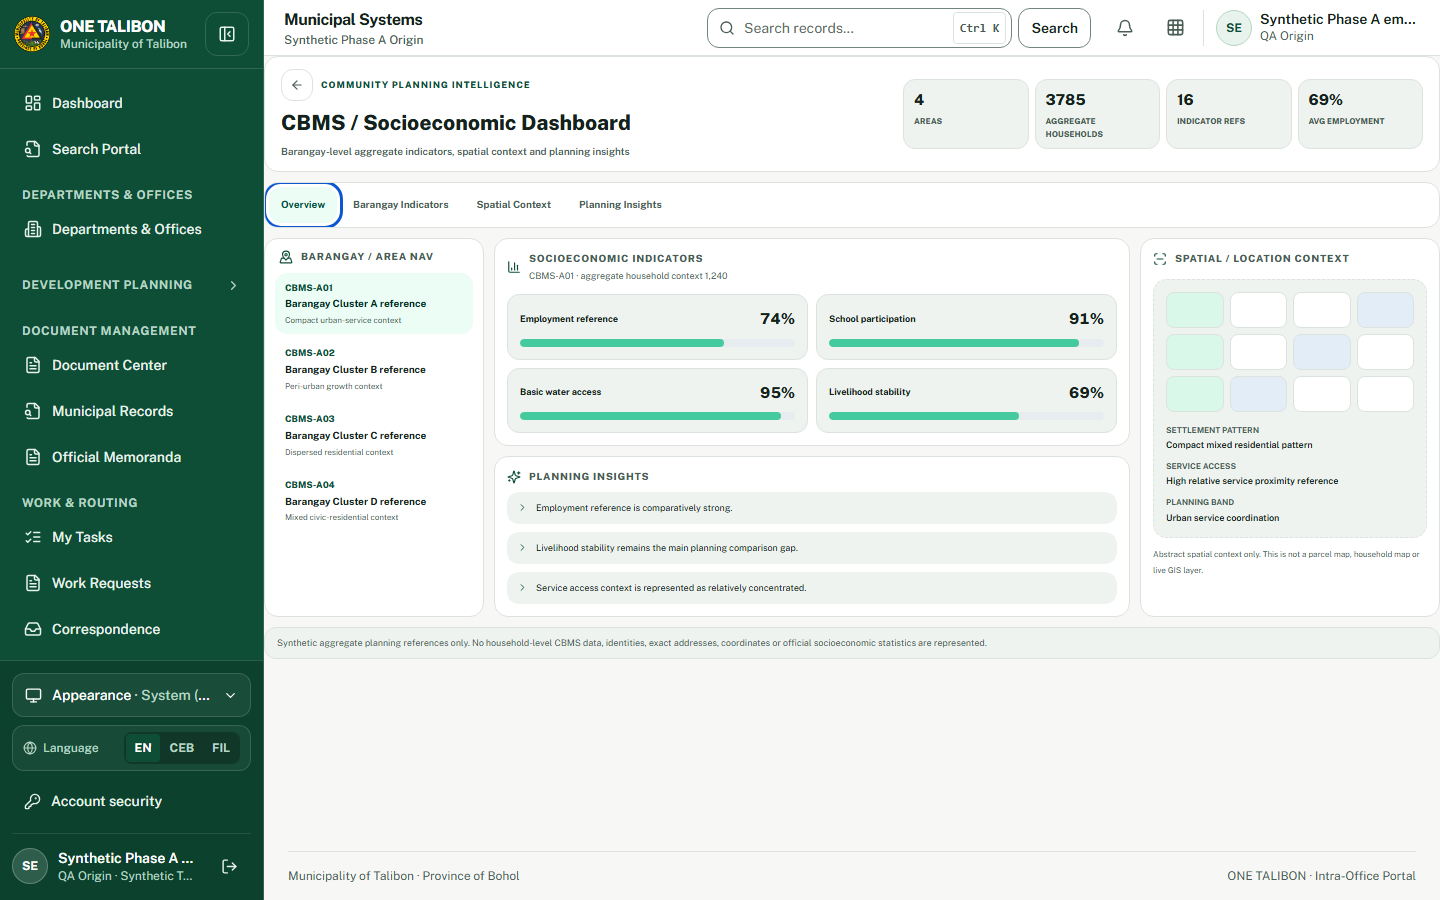 ONE TALIBON
Municipality of Talibon
Dashboard
Search Portal
DEPARTMENTS & OFFICES
Departments & Offices
DEVELOPMENT PLANNING
DOCUMENT MANAGEMENT
Document Center
Municipal Records
Official Memoranda
WORK & ROUTING
My Tasks
Work Requests
Correspondence
Appearance · System (...
Language EN CEB FIL
Account security
SE
Synthetic Phase A ...
QA Origin · Synthetic T...
Municipal Systems
Synthetic Phase A Origin
Search records...
Ctrl K
Search
SE
Synthetic Phase A em...
QA Origin
COMMUNITY PLANNING INTELLIGENCE
CBMS / Socioeconomic Dashboard
Barangay-level aggregate indicators, spatial context and planning insights
4
AREAS
3785
AGGREGATE
HOUSEHOLDS
16
INDICATOR REFS
69%
AVG EMPLOYMENT
Overview Barangay Indicators Spatial Context Planning Insights
BARANGAY / AREA NAV
CBMS-A01
Barangay Cluster A reference
Compact urban-service context
CBMS-A02
Barangay Cluster B reference
Peri-urban growth context
CBMS-A03
Barangay Cluster C reference
Dispersed residential context
CBMS-A04
Barangay Cluster D reference
Mixed civic-residential context
SOCIOECONOMIC INDICATORS
CBMS-A01 · aggregate household context 1,240
Employment reference 74%
School participation 91%
Basic water access 95%
Livelihood stability 69%
PLANNING INSIGHTS
Employment reference is comparatively strong.
Livelihood stability remains the main planning comparison gap.
Service access context is represented as relatively concentrated.
SPATIAL / LOCATION CONTEXT
SETTLEMENT PATTERN
Compact mixed residential pattern
SERVICE ACCESS
High relative service proximity reference
PLANNING BAND
Urban service coordination
Abstract spatial context only. This is not a parcel map, household map or
live GIS layer.
Synthetic aggregate planning references only. No household-level CBMS data, identities, exact addresses, coordinates or official socioeconomic statistics are represented.
Municipality of Talibon · Province of Bohol
ONE TALIBON · Intra-Office Portal